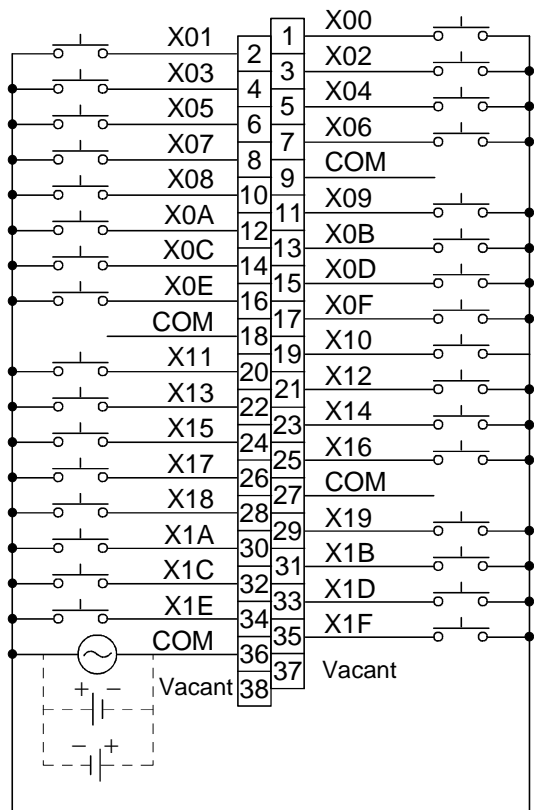 1 X00
X01 2
3 X02
X03 4
5 X04
X05 6
7 X06
X07 8
9 COM
X08 10
11 X09
X0A 12
13 X0B
X0C 14
15 X0D
X0E 16
17 X0F
COM 18
19 X10
X11 20
21 X12
X13 22
23 X14
X15 24
25 X16
X17 26
27 COM
X18 28
29 X19
X1A 30
31 X1B
X1C 32
33 X1D
X1E 34
35 X1F
COM 36
37 Vacant
Vacant 38
+ −
− +